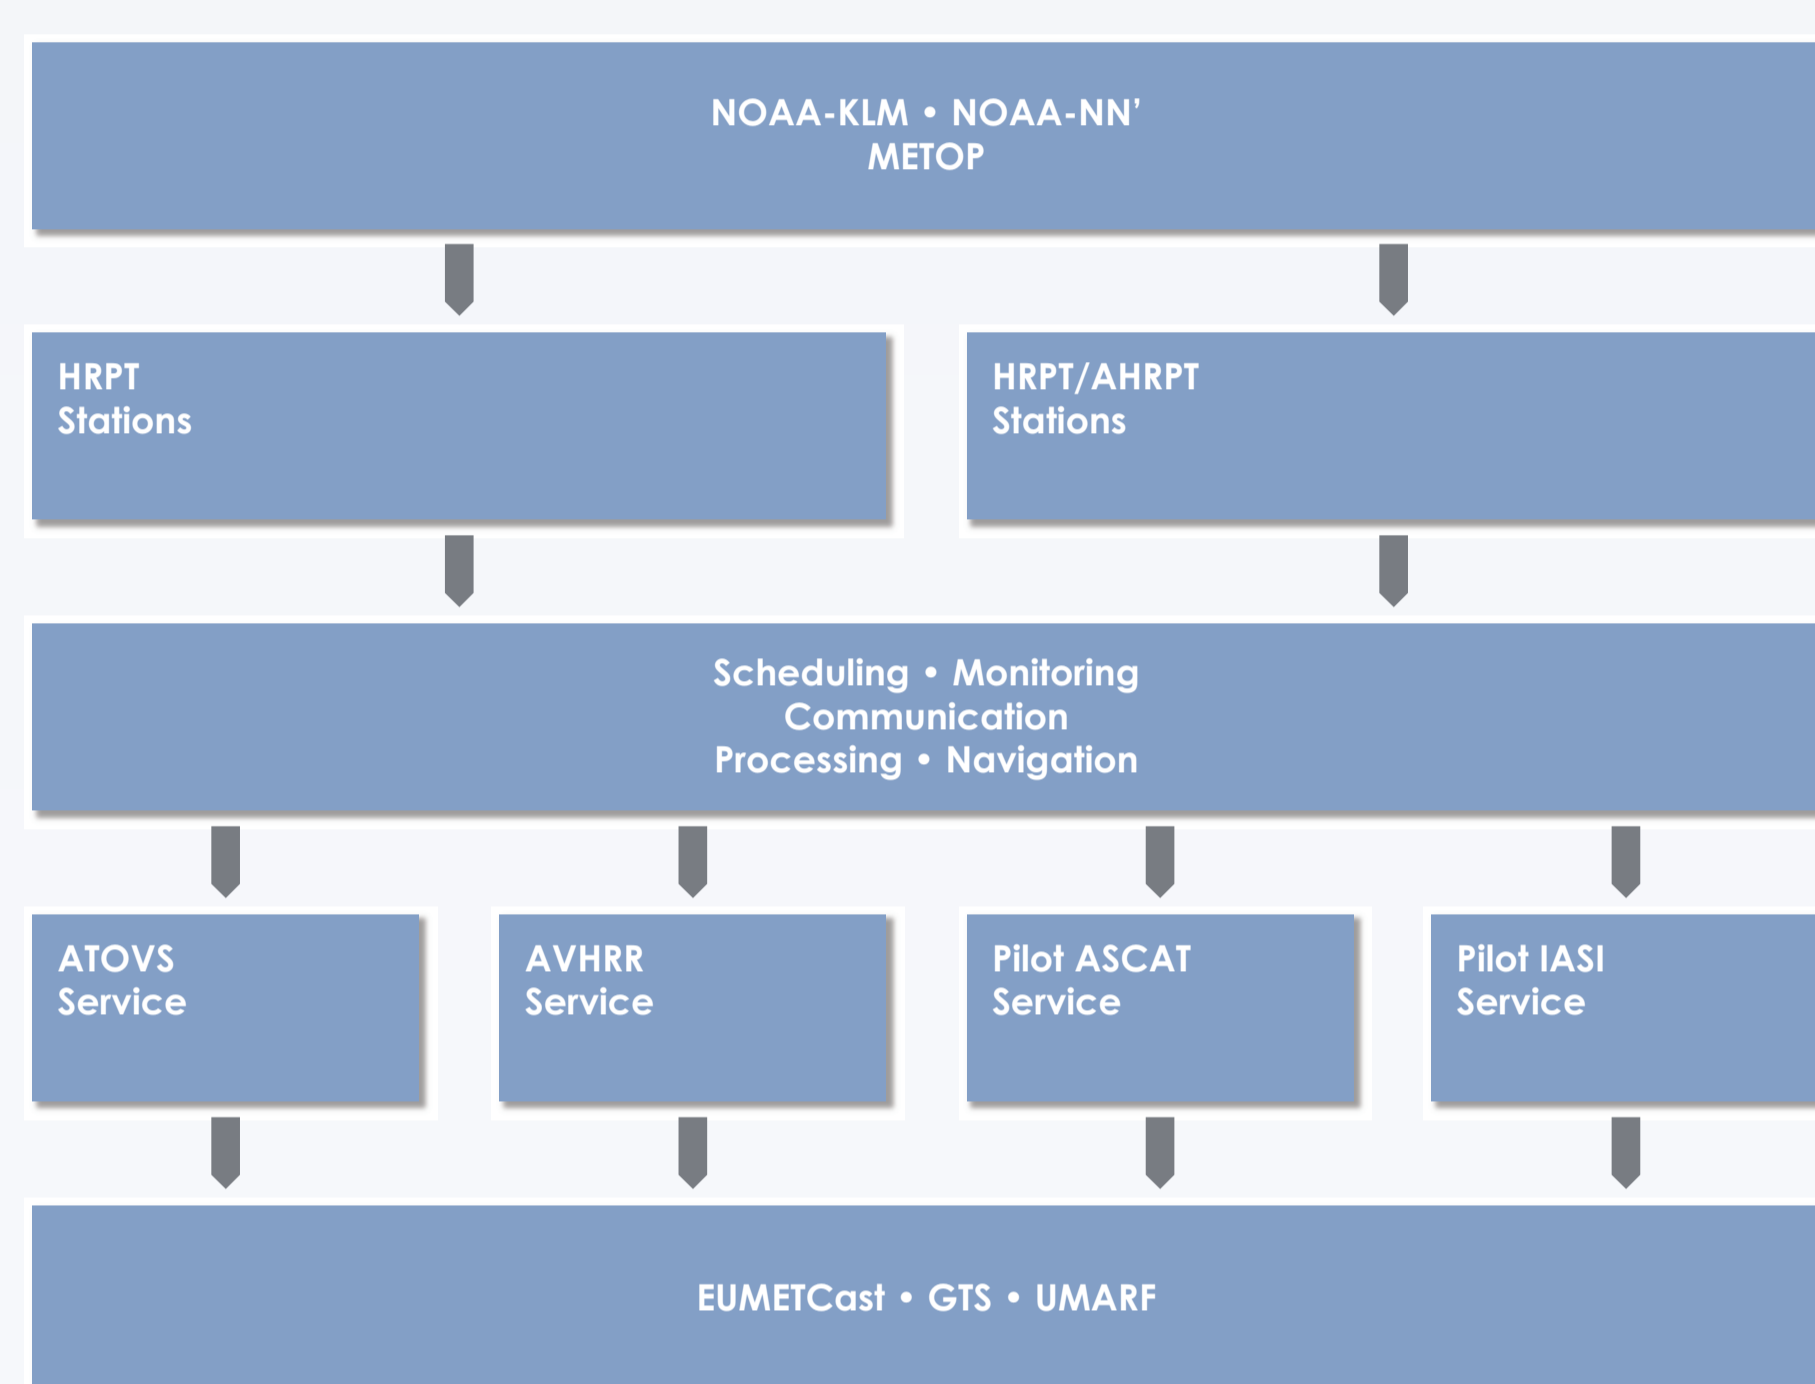 NOAA-KLM • NOAA-NN’
METOP
HRPT
Stations
HRPT/AHRPT
Stations
Scheduling • Monitoring
Communication
Processing • Navigation
ATOVS
Service
AVHRR
Service
Pilot ASCAT
Service
Pilot IASI
Service
EUMETCast • GTS • UMARF